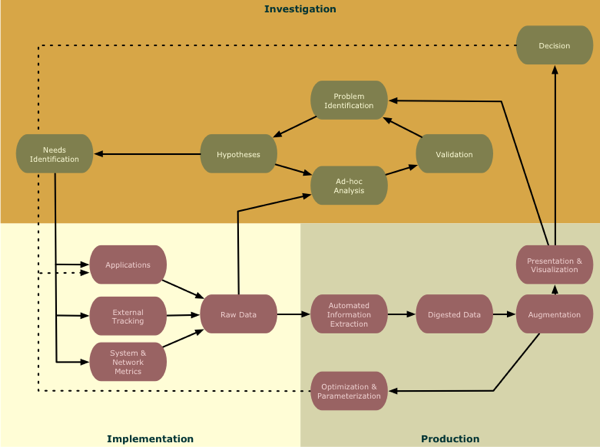 Investigation
Decision
Problem
Identification
Needs
Identification
Hypotheses
Validation
Ad-hoc
Analysis
Applications
Presentation &
Visualization
External
Tracking
Raw Data
Automated
Information
Extraction
Digested Data
Augmentation
System &
Network
Metrics
Optimization &
Parameterization
Implementation
Production